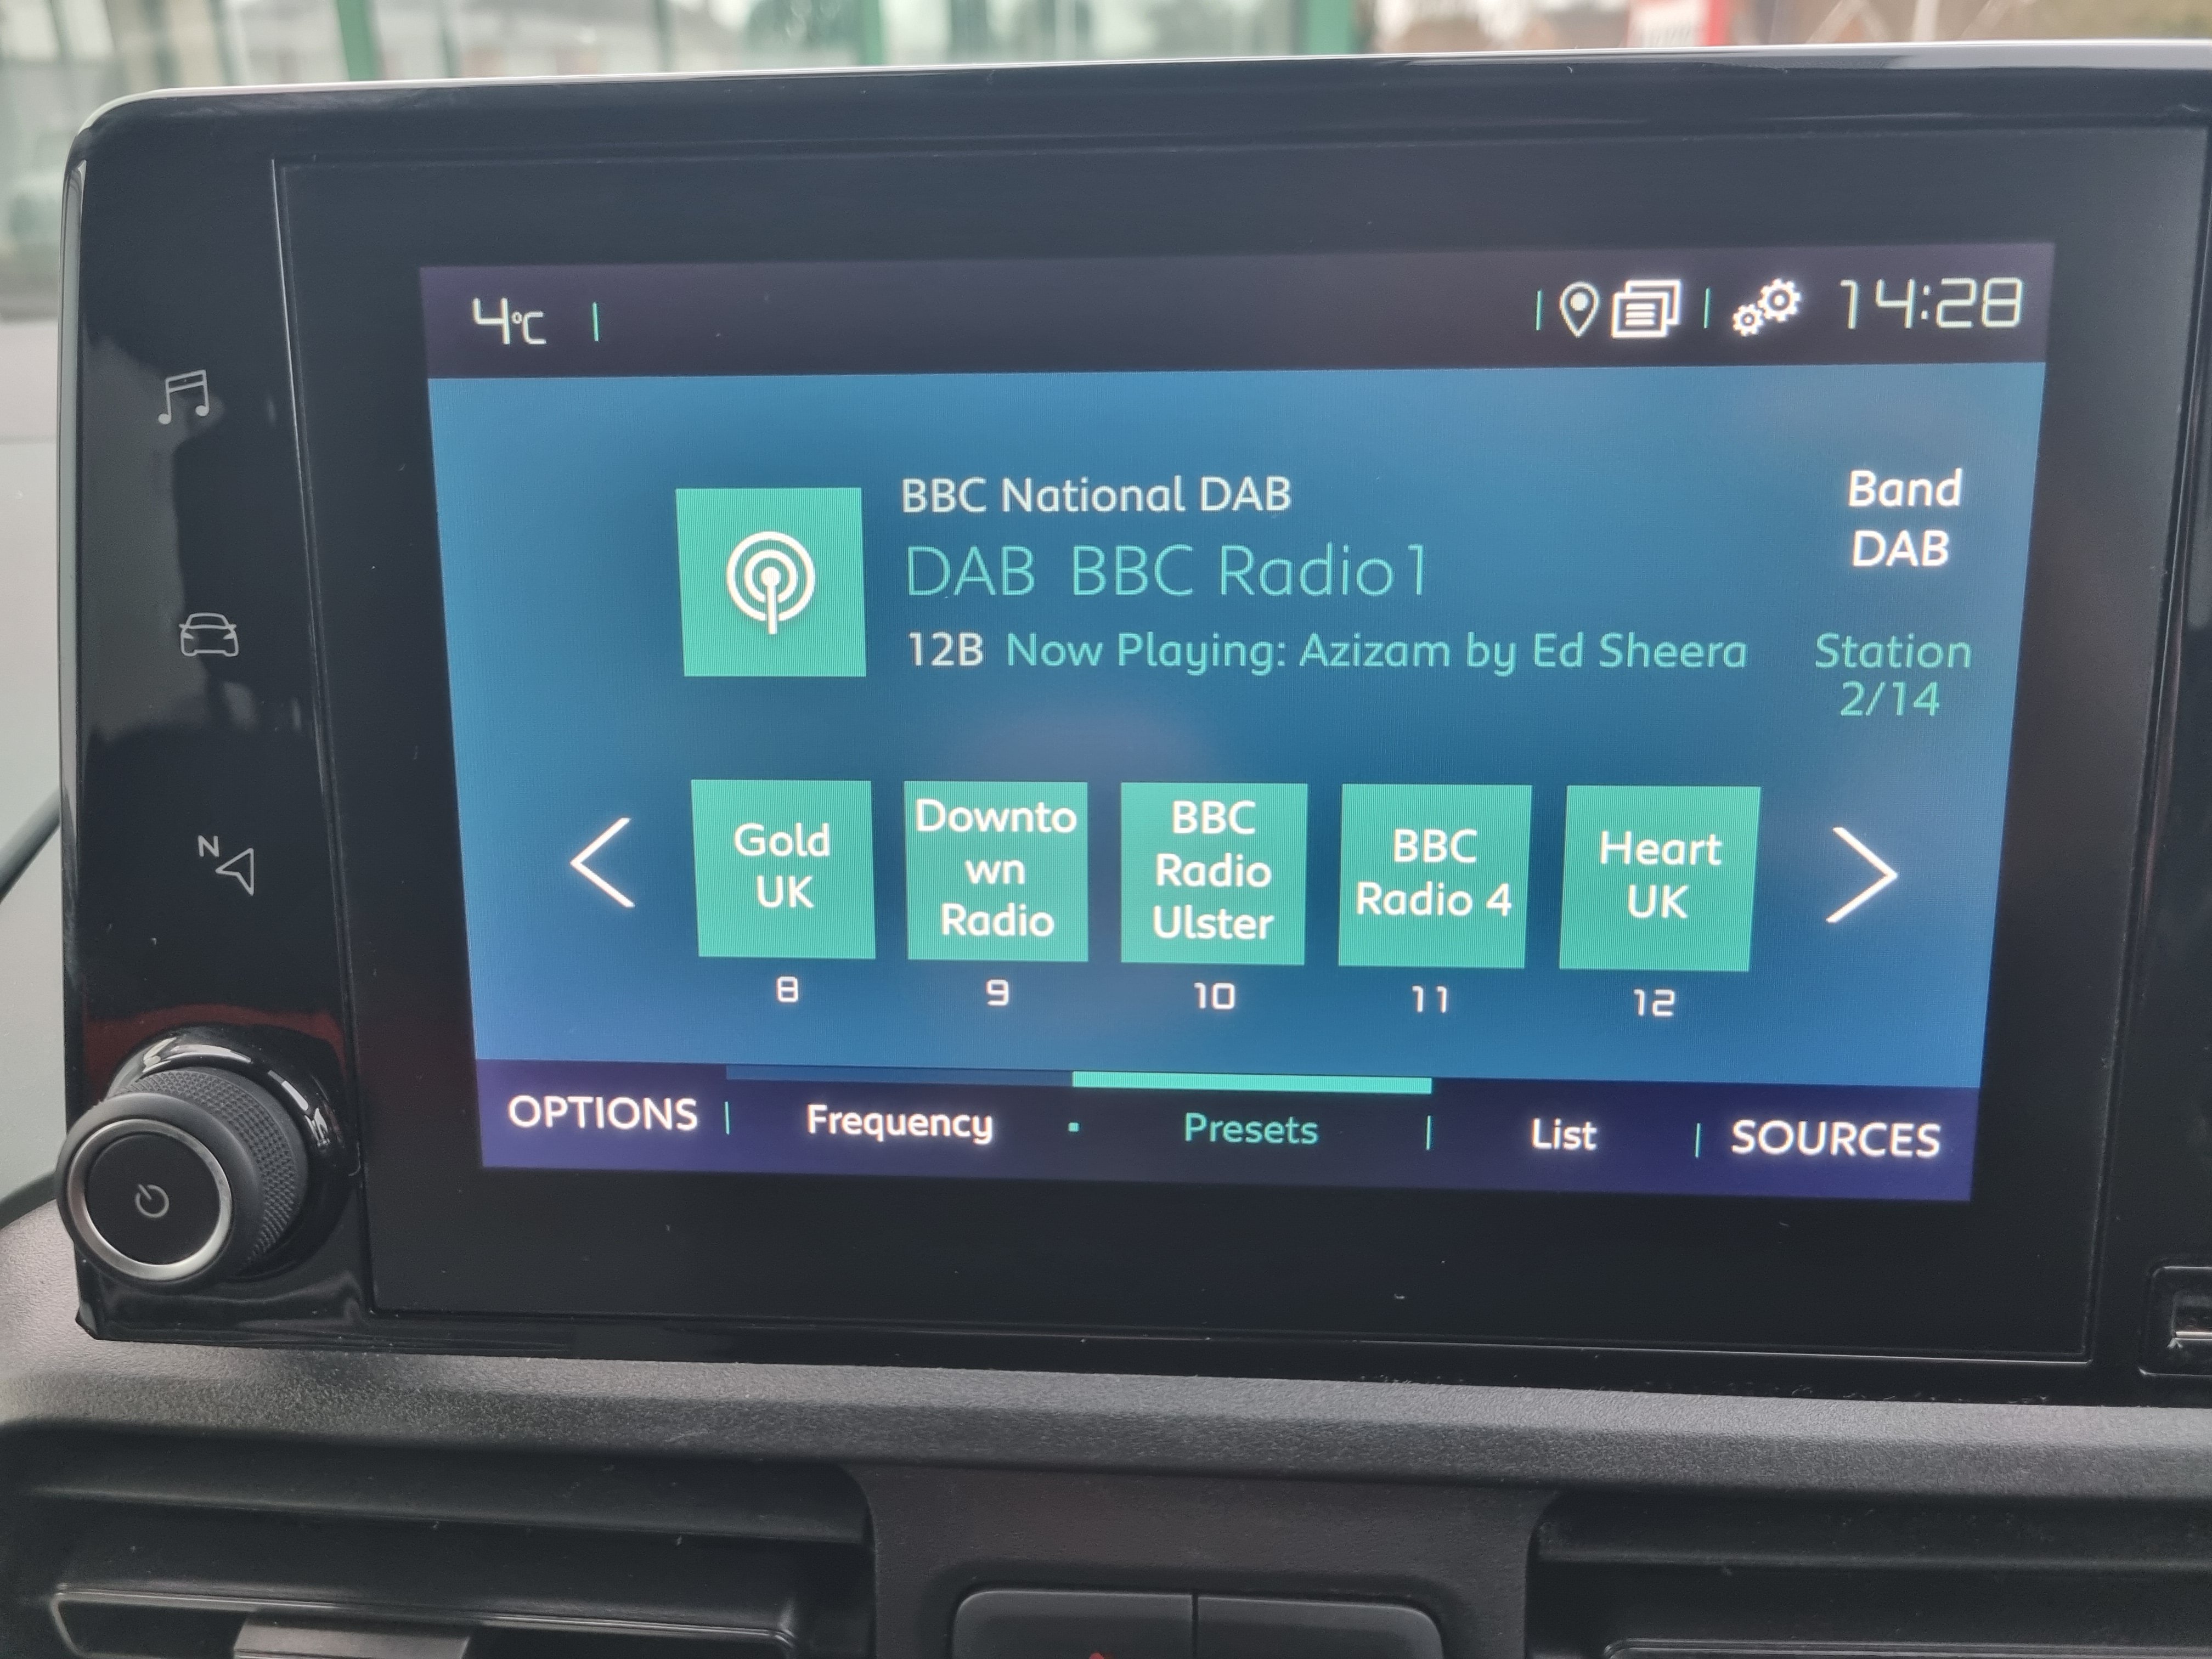 4°C
14:28
BBC National DAB
DAB BBC Radio 1
12B Now Playing: Azizam by Ed Sheera
Band
DAB
Station
2/14
Gold
UK
8
Downto
wn
Radio
9
BBC
Radio
Ulster
10
BBC
Radio 4
11
Heart
UK
12
N
OPTIONS
Frequency
Presets
List
SOURCES